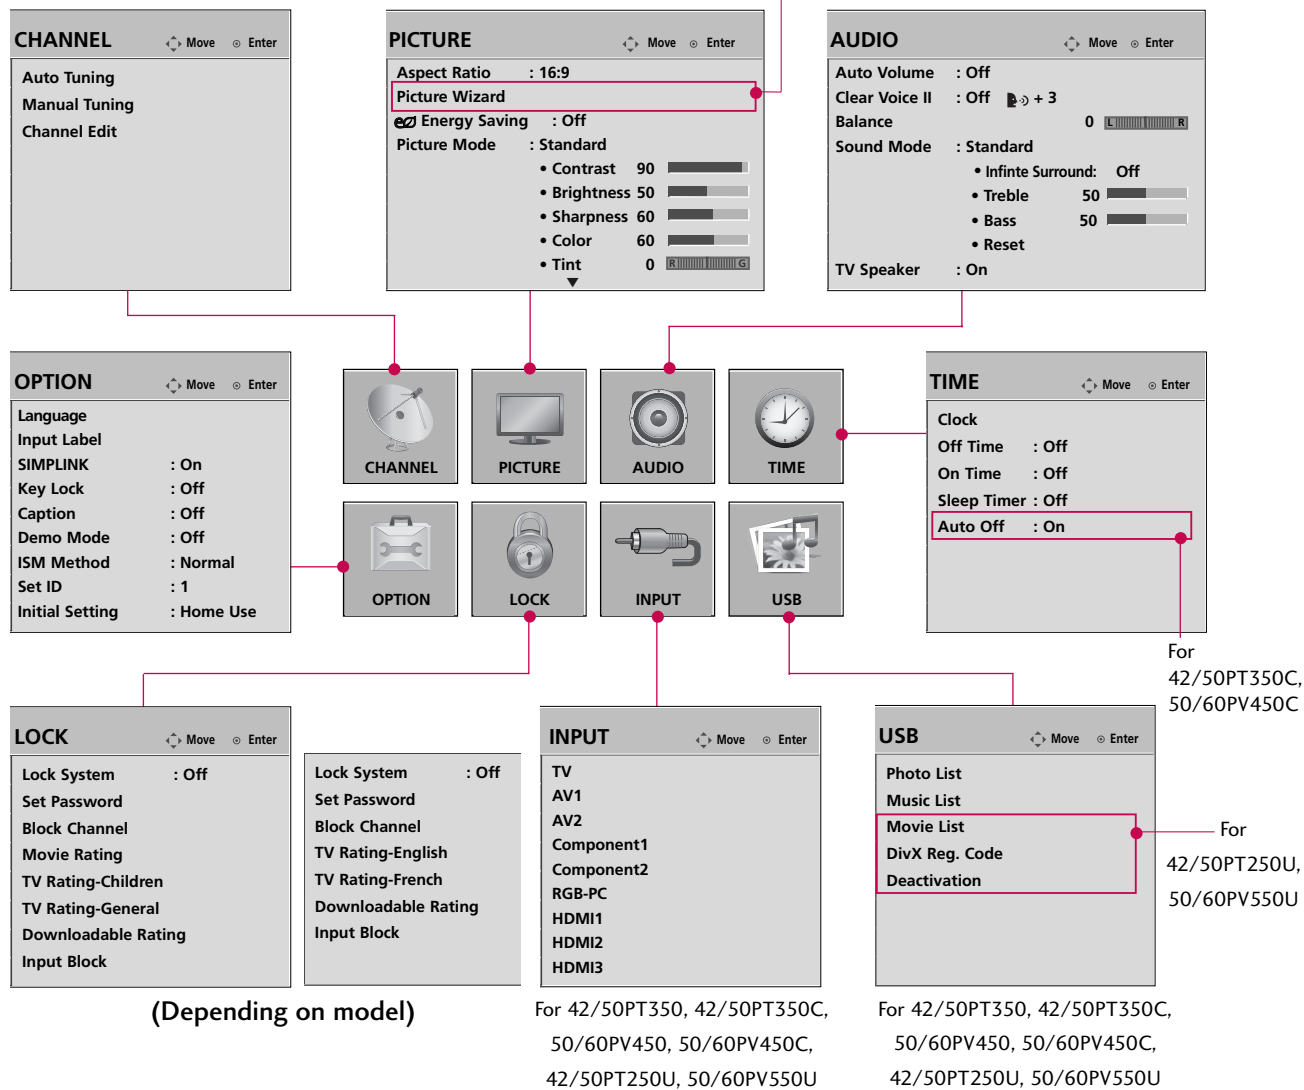 CHANNEL Move Enter
Auto Tuning
Manual Tuning
Channel Edit
PICTURE Move Enter
Aspect Ratio : 16:9
Picture Wizard
Energy Saving : Off
Picture Mode : Standard
• Contrast 90
• Brightness 50
• Sharpness 60
• Color 60
• Tint 0 R G
AUDIO Move Enter
Auto Volume : Off
Clear Voice II : Off + 3
Balance 0 L R
Sound Mode : Standard
• Infinte Surround: Off
• Treble 50
• Bass 50
• Reset
TV Speaker : On
OPTION Move Enter
Language
Input Label
SIMPLINK : On
Key Lock : Off
Caption : Off
Demo Mode : Off
ISM Method : Normal
Set ID : 1
Initial Setting : Home Use
CHANNEL
PICTURE
AUDIO
TIME
OPTION
LOCK
INPUT
USB
TIME Move Enter
Clock
Off Time : Off
On Time : Off
Sleep Timer : Off
Auto Off : On
For
42/50PT350C,
50/60PV450C
LOCK Move Enter
Lock System : Off
Set Password
Block Channel
Movie Rating
TV Rating-Children
TV Rating-General
Downloadable Rating
Input Block
Lock System : Off
Set Password
Block Channel
TV Rating-English
TV Rating-French
Downloadable Rating
Input Block
(Depending on model)
INPUT Move Enter
TV
AV1
AV2
Component1
Component2
RGB-PC
HDMI1
HDMI2
HDMI3
For 42/50PT350, 42/50PT350C,
50/60PV450, 50/60PV450C,
42/50PT250U, 50/60PV550U
USB Move Enter
Photo List
Music List
Movie List
DivX Reg. Code
Deactivation
For
42/50PT250U,
50/60PV550U
For 42/50PT350, 42/50PT350C,
50/60PV450, 50/60PV450C,
42/50PT250U, 50/60PV550U